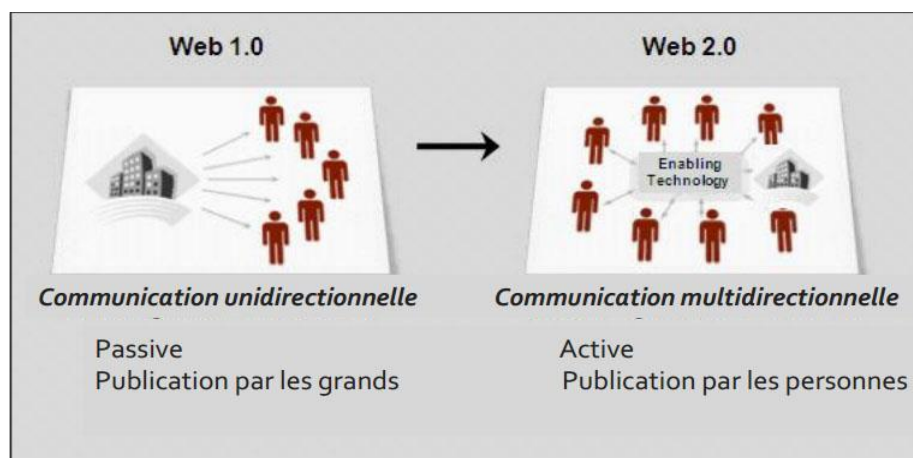 Web 1.0
Web 2.0
Enabling
Technology
Communication unidirectionnelle
Communication multidirectionnelle
Passive
Publication par les grands
Active
Publication par les personnes